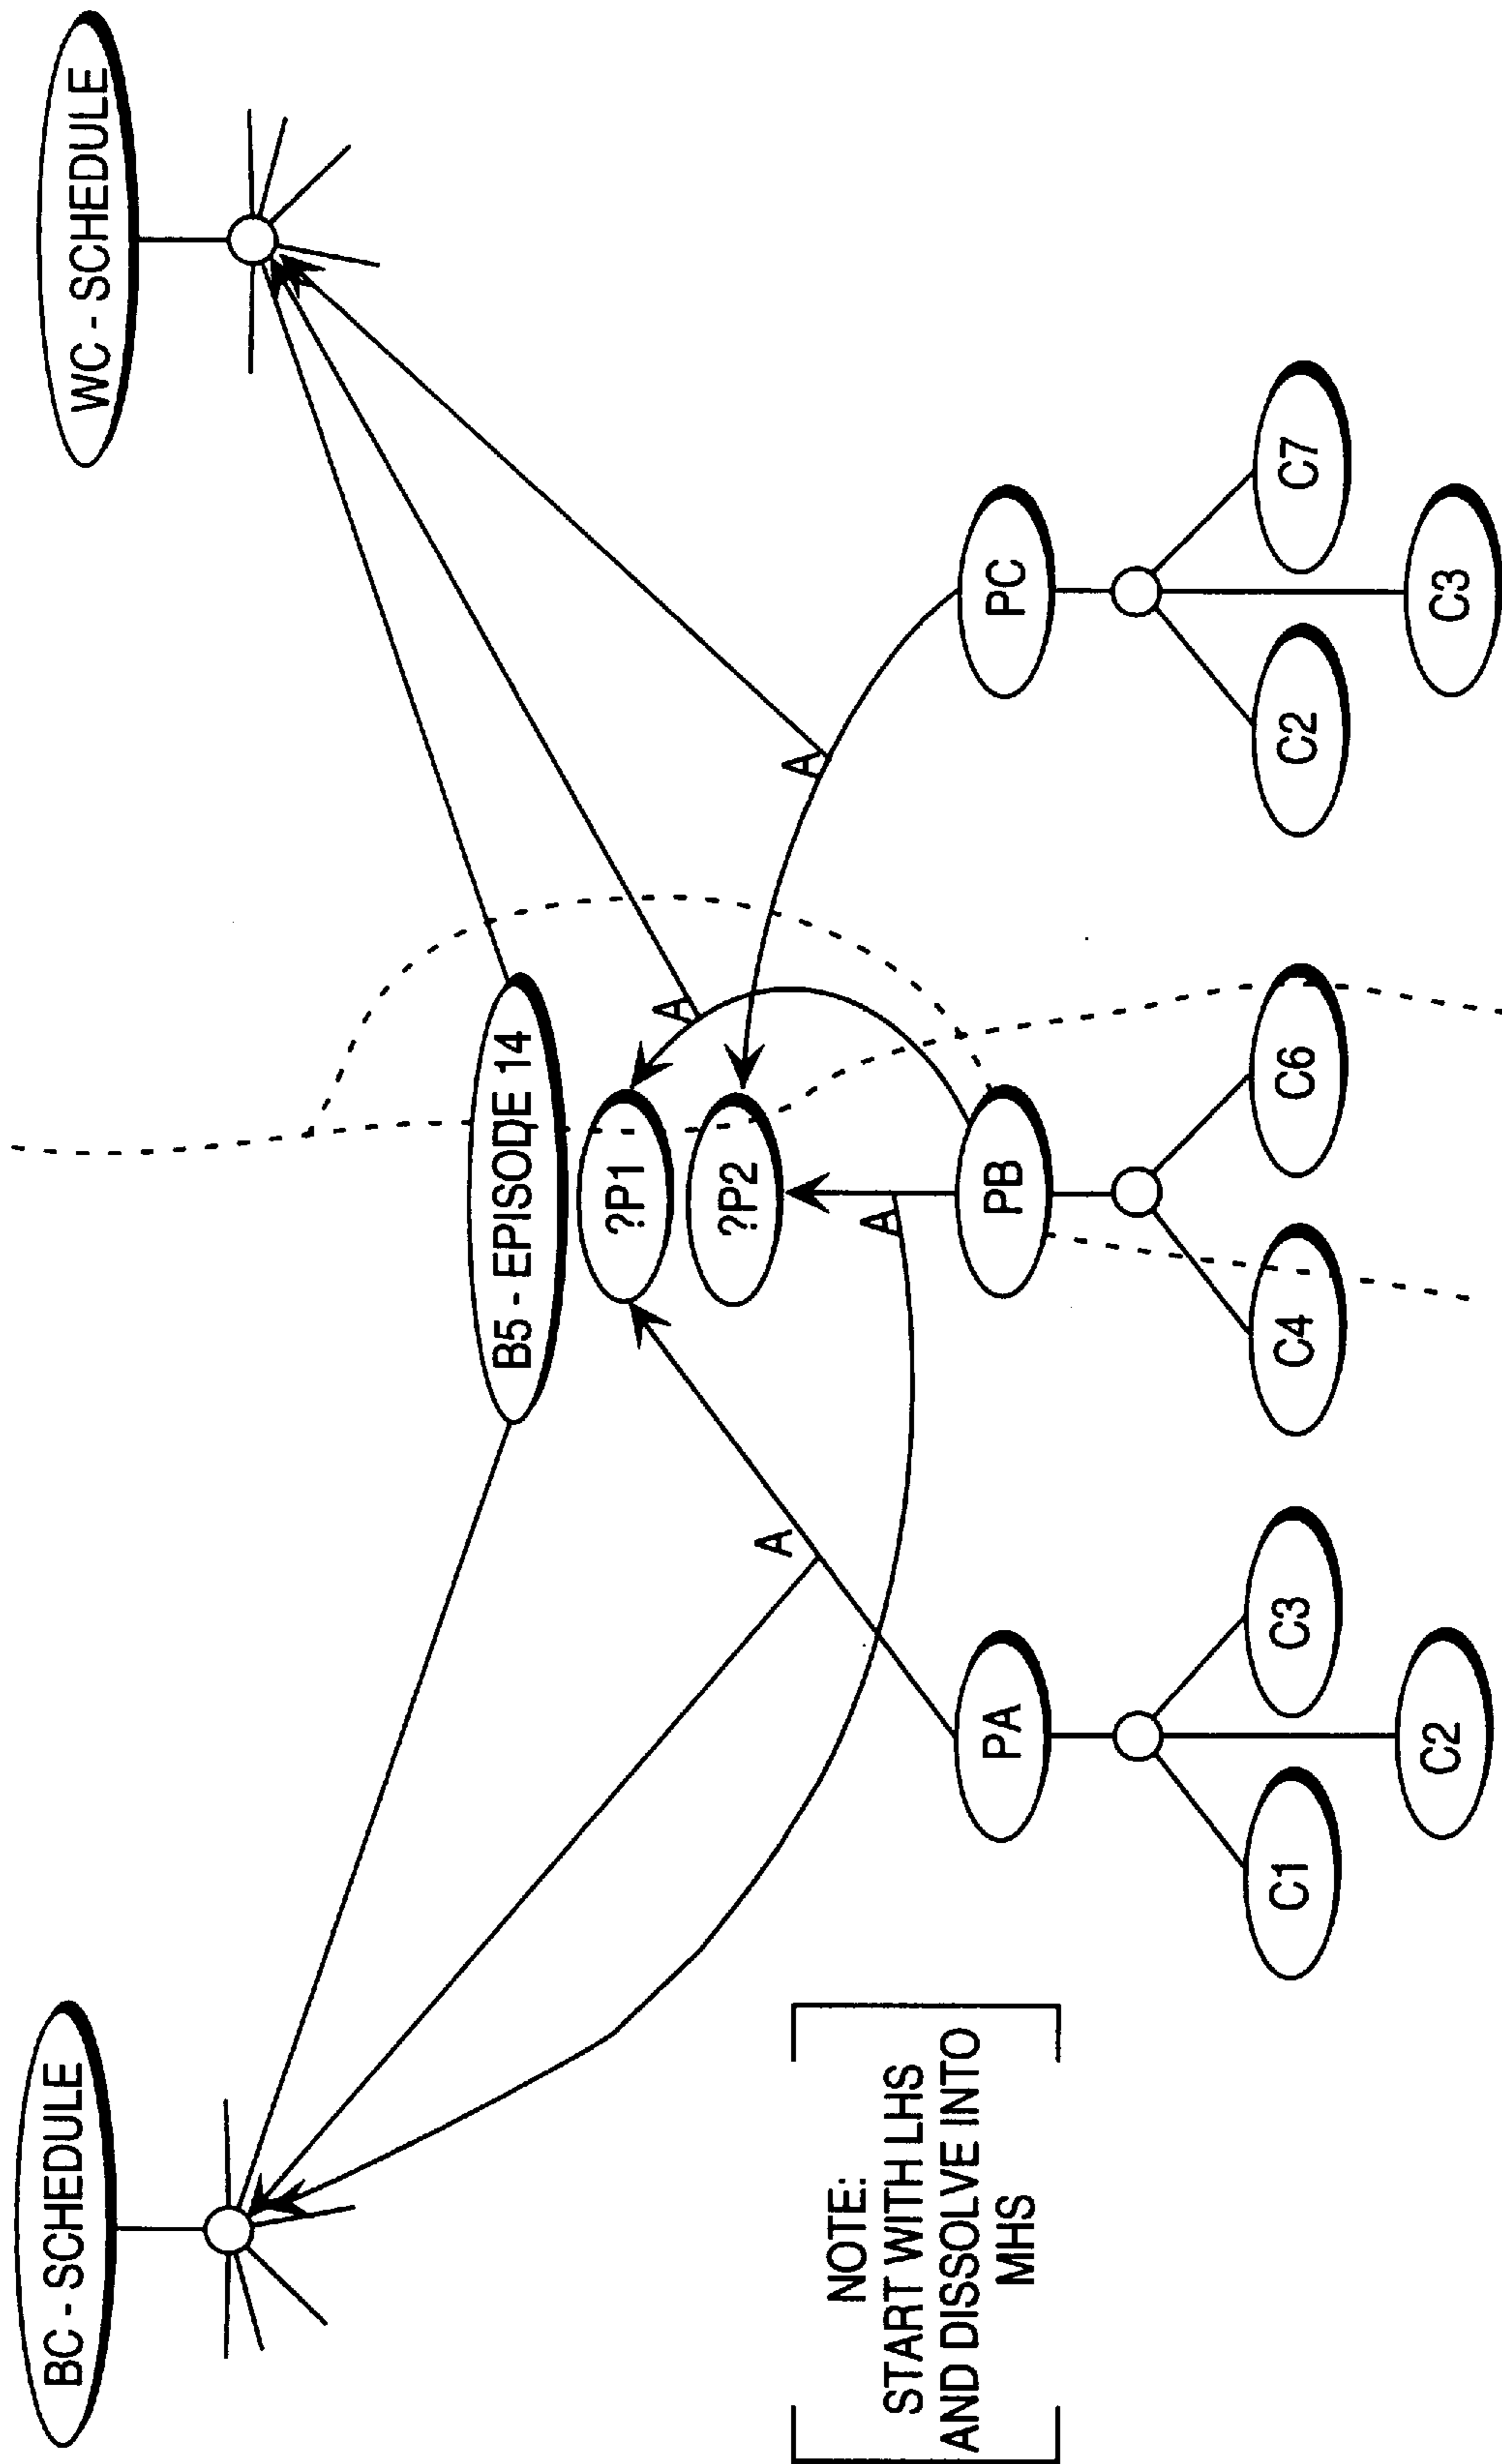 BC - SCHEDULE
WC - SCHEDULE
B5 - EPISODE 14
?P1
?P2
A
A
A
A
PA
PB
PC
C1
C3
C2
C4
C6
C2
C7
C3
NOTE:
START WITH LHS
AND DISSOLVE INTO
MHS